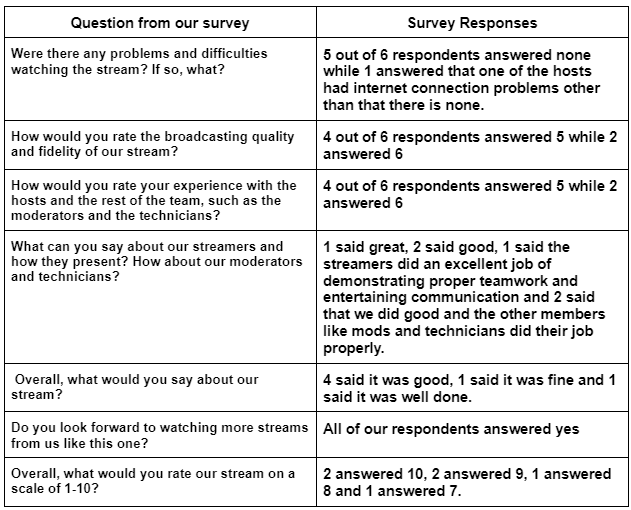 Question from our survey
Survey Responses
Were there any problems and difficulties
watching the stream? If so, what?
5 out of 6 respondents answered none
while 1 answered that one of the hosts
had internet connection problems other
than that there is none.
How would you rate the broadcasting quality
and fidelity of our stream?
4 out of 6 respondents answered 5 while 2
answered 6
How would you rate your experience with the
hosts and the rest of the team, such as the
moderators and the technicians?
4 out of 6 respondents answered 5 while 2
answered 6
What can you say about our streamers and
how they present? How about our moderators
and technicians?
1 said great, 2 said good, 1 said the
streamers did an excellent job of
demonstrating proper teamwork and
entertaining communication and 2 said
that we did good and the other members
like mods and technicians did their job
properly.
Overall, what would you say about our
stream?
4 said it was good, 1 said it was fine and 1
said it was well done.
Do you look forward to watching more streams
from us like this one?
All of our respondents answered yes
Overall, what would you rate our stream on a
scale of 1-10?
2 answered 10, 2 answered 9, 1 answered
8 and 1 answered 7.